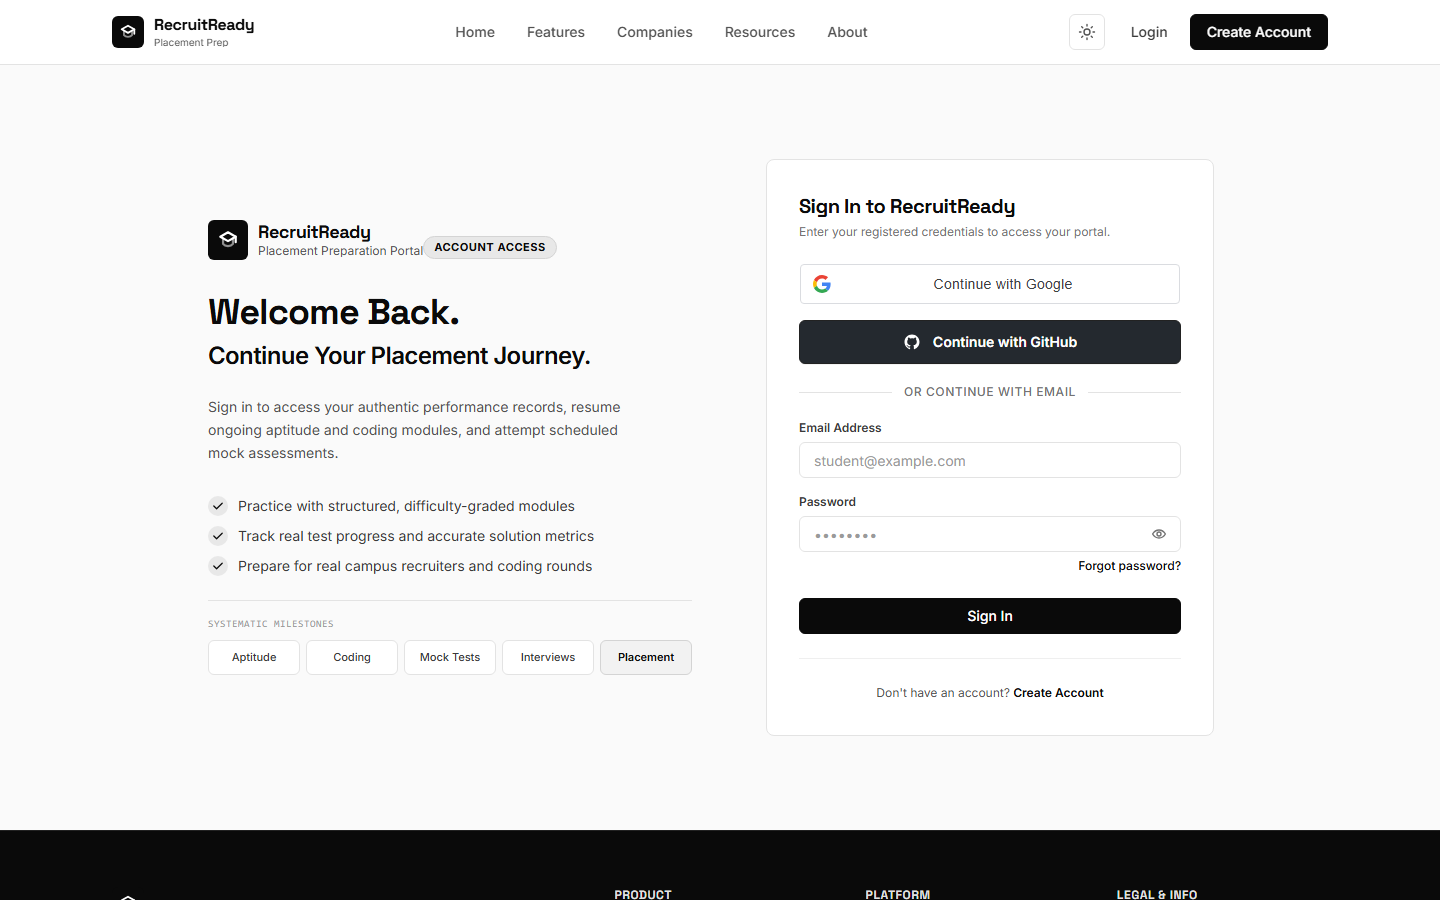 RecruitReady
Placement Prep
Home
Features
Companies
Resources
About
Login
Create Account
RecruitReady
Placement Preparation Portal
ACCOUNT ACCESS
Welcome Back.
Continue Your Placement Journey.
Sign in to access your authentic performance records, resume
ongoing aptitude and coding modules, and attempt scheduled
mock assessments.
Practice with structured, difficulty-graded modules
Track real test progress and accurate solution metrics
Prepare for real campus recruiters and coding rounds
SYSTEMATIC MILESTONES
Aptitude
Coding
Mock Tests
Interviews
Placement
Sign In to RecruitReady
Enter your registered credentials to access your portal.
Continue with Google
Continue with GitHub
OR CONTINUE WITH EMAIL
Email Address
student@example.com
Password
••••••••
Forgot password?
Sign In
Don't have an account? Create Account
PRODUCT
PLATFORM
LEGAL & INFO